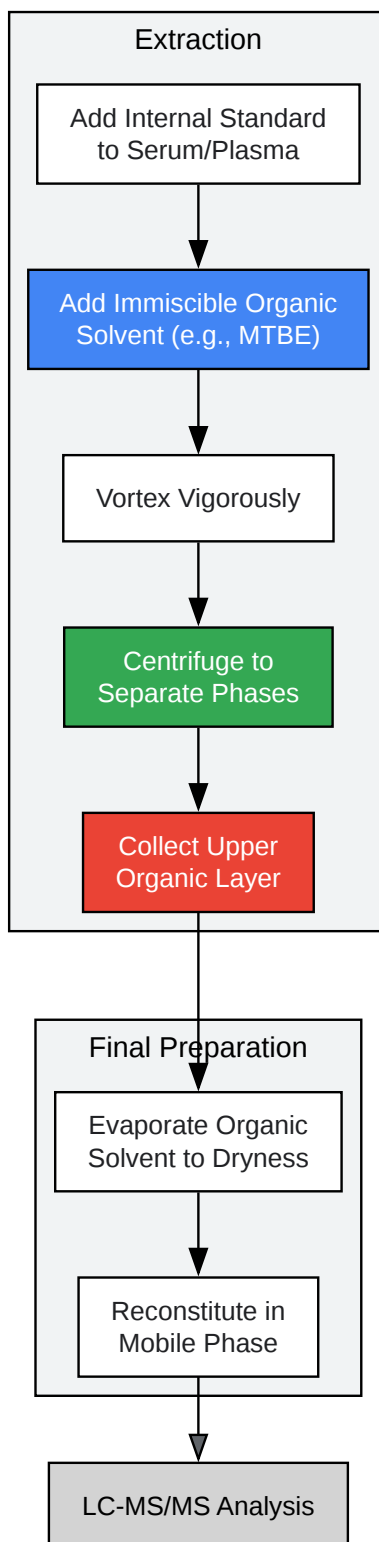 Extraction
Add Internal Standard
to Serum/Plasma
Add Immiscible Organic
Solvent (e.g., MTBE)
Vortex Vigorously
Centrifuge to
Separate Phases
Collect Upper
Organic Layer
Final Preparation
Evaporate Organic
Solvent to Dryness
Reconstitute in
Mobile Phase
LC-MS/MS Analysis